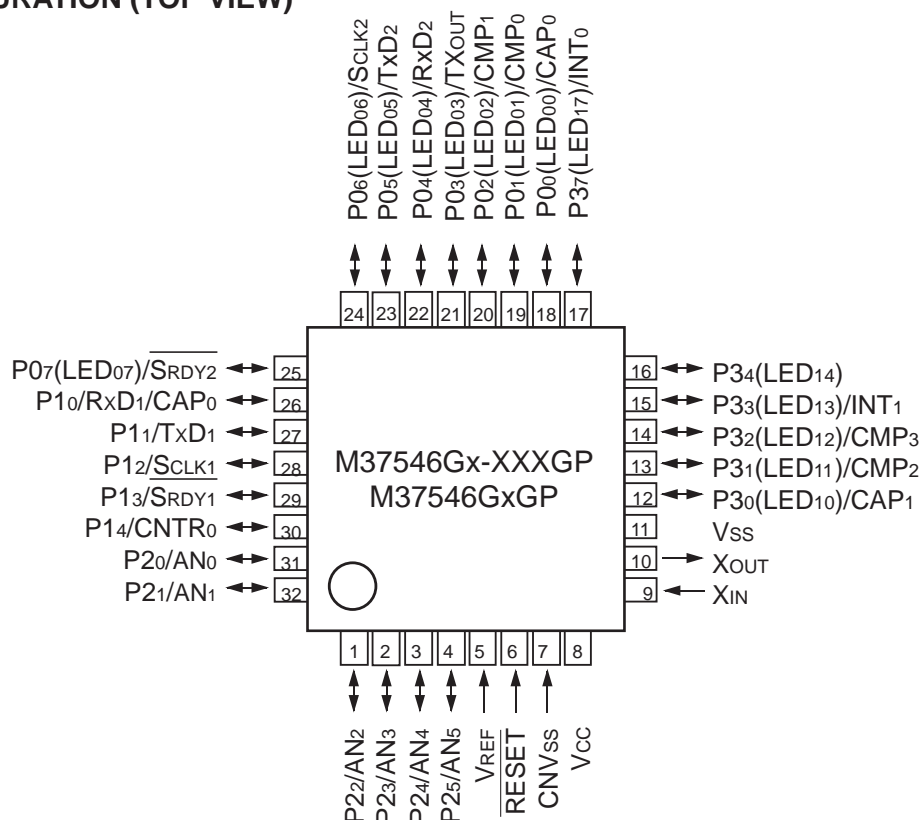 URATION (TOP VIEW)
P06(LED06)/SCLK2
P05(LED05)/TxD2
P04(LED04)/RxD2
P03(LED03)/TXOUT
P02(LED02)/CMP1
P01(LED01)/CMP0
P00(LED00)/CAP0
P37(LED17)/INT0
24 23 22 21 20 19 18 17
P07(LED07)/SRDY2 25
P10/RxD1/CAP0 26
P11/TxD1 27
P12/SCLK1 28
P13/SRDY1 29
P14/CNTR0 30
P20/AN0 31
P21/AN1 32
M37546Gx-XXXGP
M37546GxGP
16 P34(LED14)
15 P33(LED13)/INT1
14 P32(LED12)/CMP3
13 P31(LED11)/CMP2
12 P30(LED10)/CAP1
11 VSS
10 XOUT
9 XIN
1 2 3 4 5 6 7 8
P22/AN2
P23/AN3
P24/AN4
P25/AN5
VREF
RESET
CNVSS
VCC